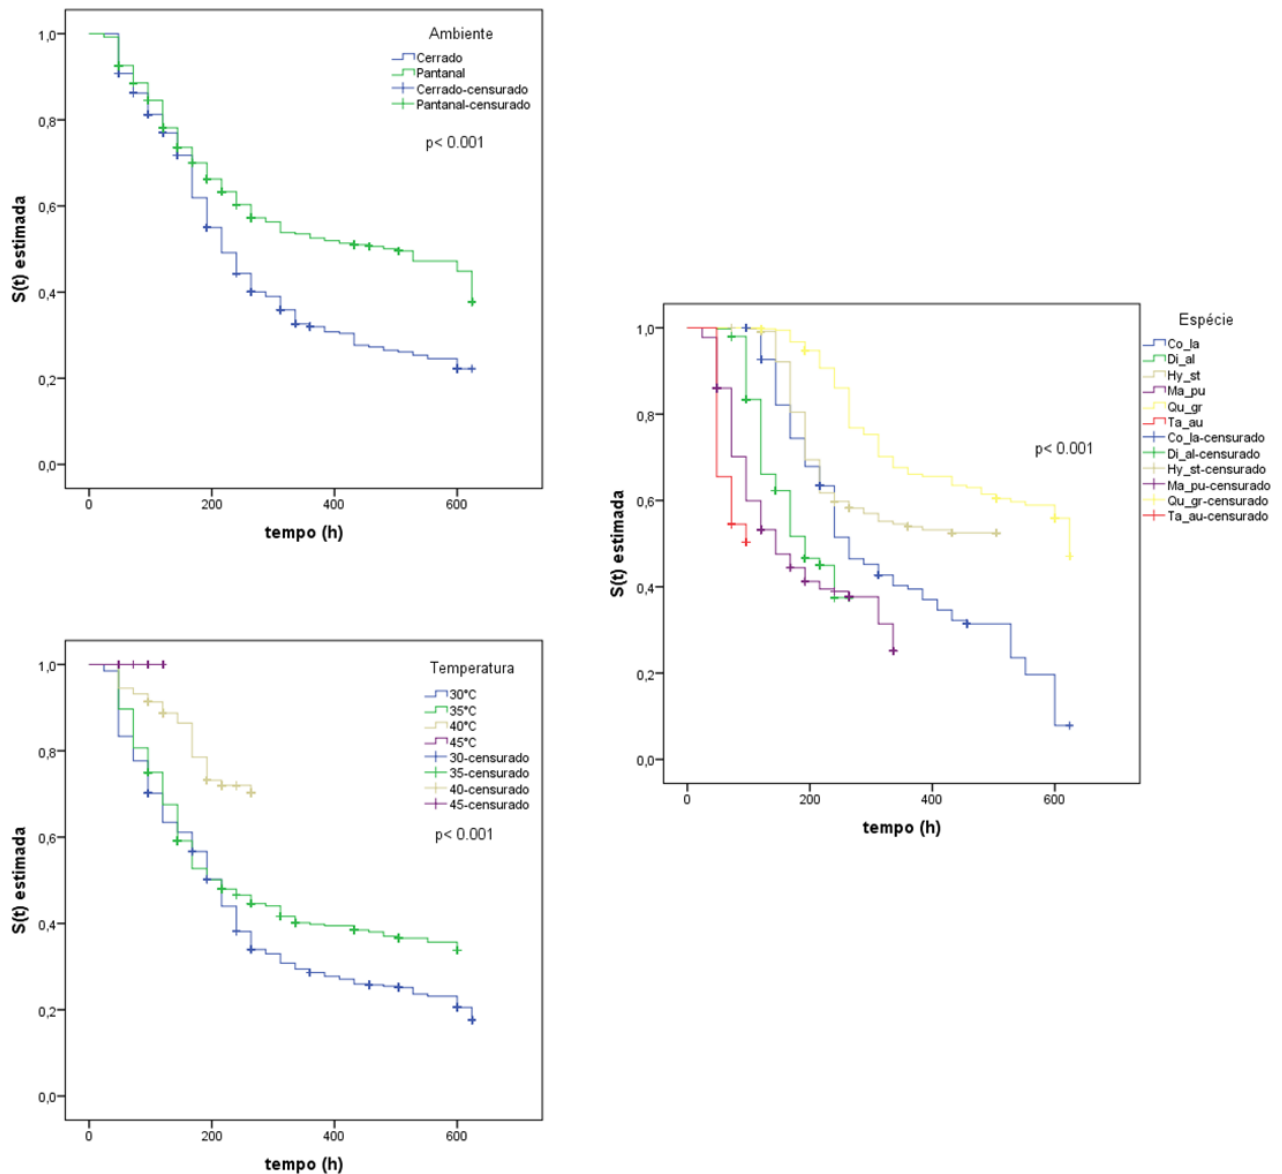 Ambiente
Cerrado
Pantanal
Cerrado-censurado
Pantanal-censurado
p< 0.001
1,0
0,8
0,6
0,4
0,2
0,0
S(t) estimada
0 200 400 600
tempo (h)
Espécie
Co_la
Di_al
Hy_st
Ma_pu
Qu_gr
Ta_au
Co_la-censurado
Di_al-censurado
Hy_st-censurado
Ma_pu-censurado
Qu_gr-censurado
Ta_au-censurado
p< 0.001
1,0
0,8
0,6
0,4
0,2
0,0
S(t) estimada
0 200 400 600
tempo (h)
Temperatura
30°C
35°C
40°C
45°C
30-censurado
35-censurado
40-censurado
45-censurado
p< 0.001
1,0
0,8
0,6
0,4
0,2
0,0
S(t) estimada
0 200 400 600
tempo (h)